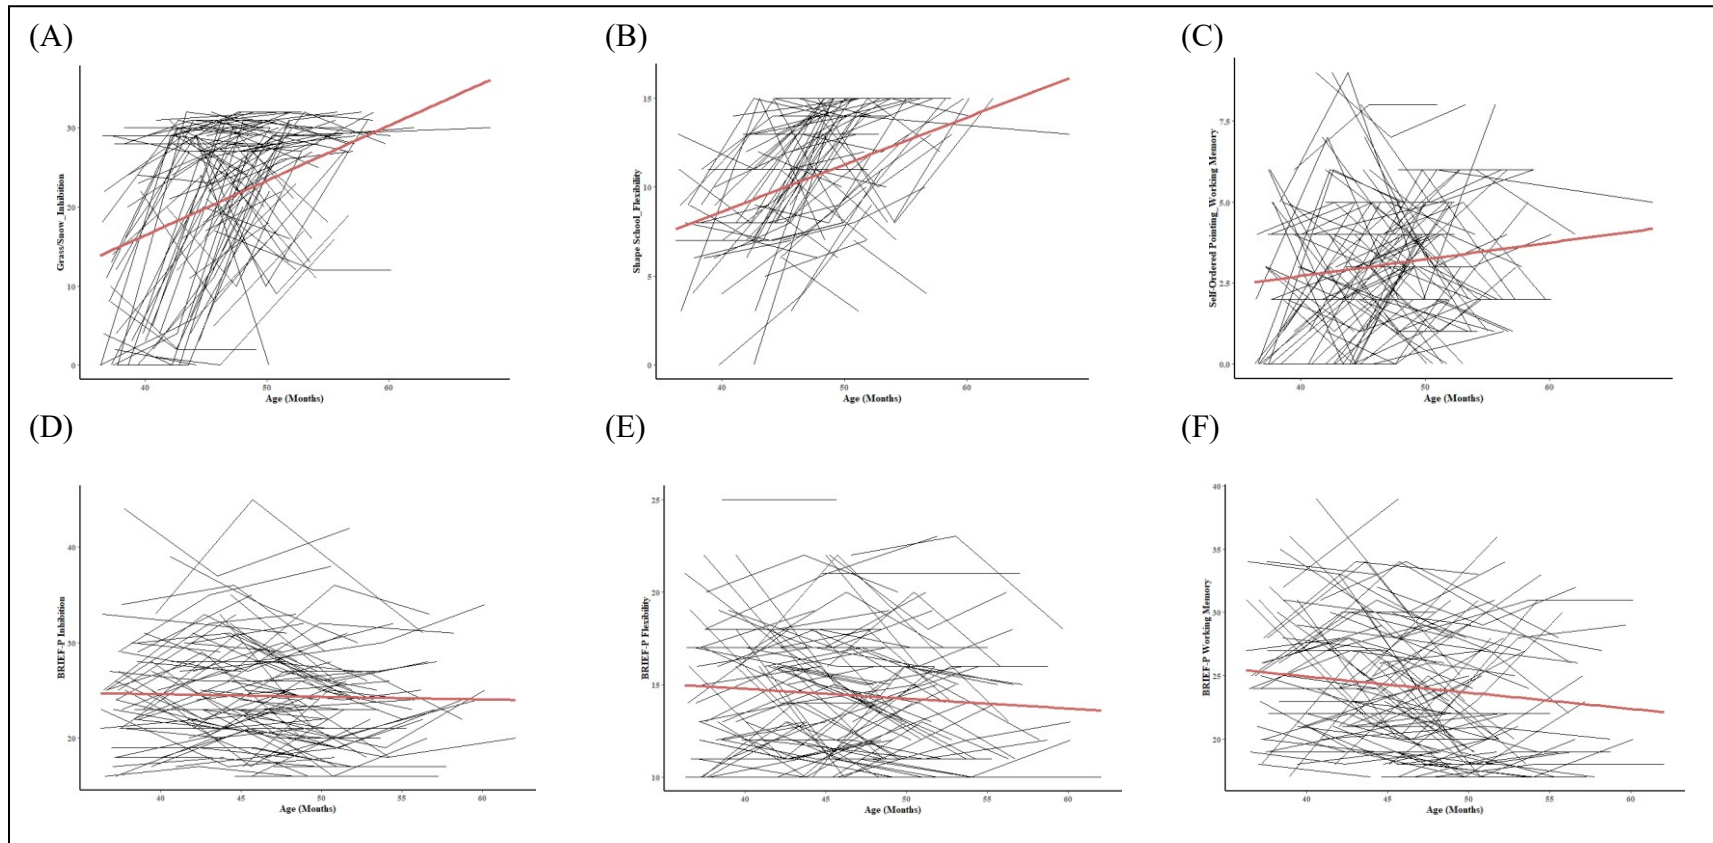 (A)
(B)
(C)
Grass/Snow_Inhibition
30
20
10
0
40
50
60
Age (Months)
Shape School_Flexibility
15
10
5
0
40
50
60
Age (Months)
Self-Ordered Pointing_Working Memory
7.5
5.0
2.5
0.0
40
50
60
Age (Months)
(D)
(E)
(F)
BRIEF-P Inhibition
40
30
20
40
45
50
55
60
Age (Months)
BRIEF-P Flexibility
25
20
15
10
40
45
50
55
60
Age (Months)
BRIEF-P Working Memory
40
35
30
25
20
40
45
50
55
60
Age (Months)